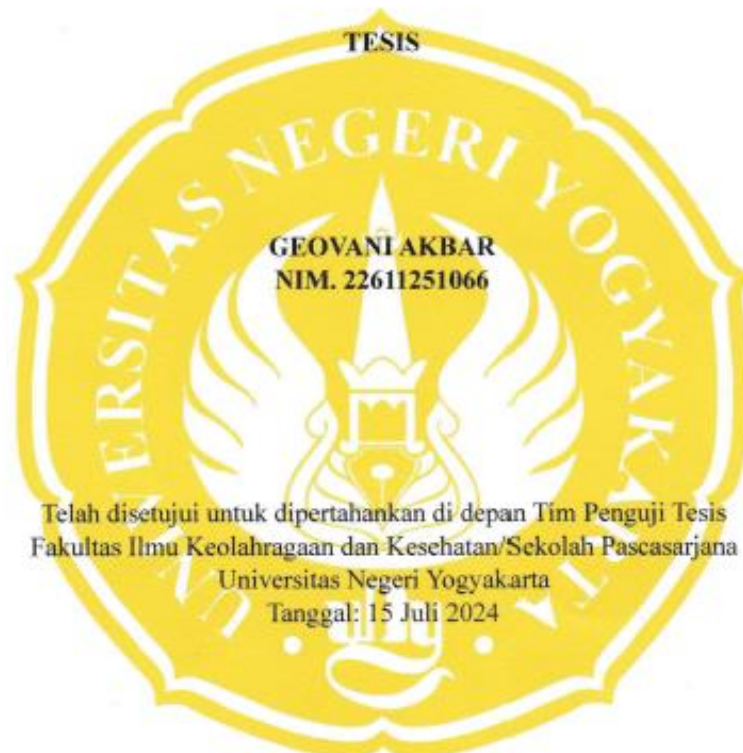 TESIS
UNIVERSITAS NEGERI YOGYAKARTA
GEOVANI AKBAR
NIM. 22611251066
Telah disetujui untuk dipertahankan di depan Tim Penguji Tesis
Fakultas Ilmu Keolahragaan dan Kesehatan/Sekolah Pascasarjana
Universitas Negeri Yogyakarta
Tanggal: 15 Juli 2024